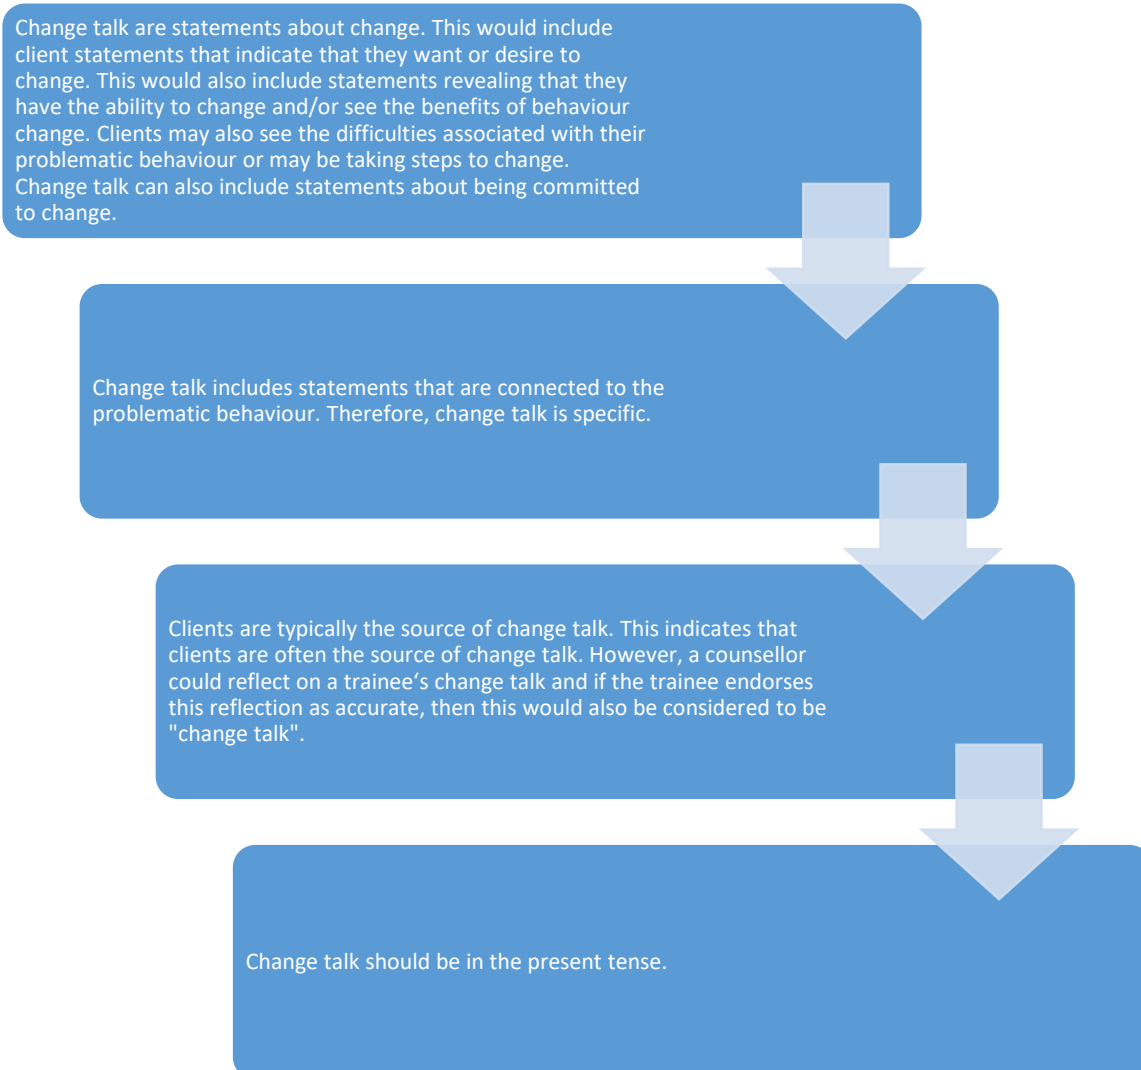 Change talk are statements about change. This would include
client statements that indicate that they want or desire to
change. This would also include statements revealing that they
have the ability to change and/or see the benefits of behaviour
change. Clients may also see the difficulties associated with their
problematic behaviour or may be taking steps to change.
Change talk can also include statements about being committed
to change.
Change talk includes statements that are connected to the
problematic behaviour. Therefore, change talk is specific.
Clients are typically the source of change talk. This indicates that
clients are often the source of change talk. However, a counsellor
could reflect on a trainee‘s change talk and if the trainee endorses
this reflection as accurate, then this would also be considered to be
"change talk".
Change talk should be in the present tense.